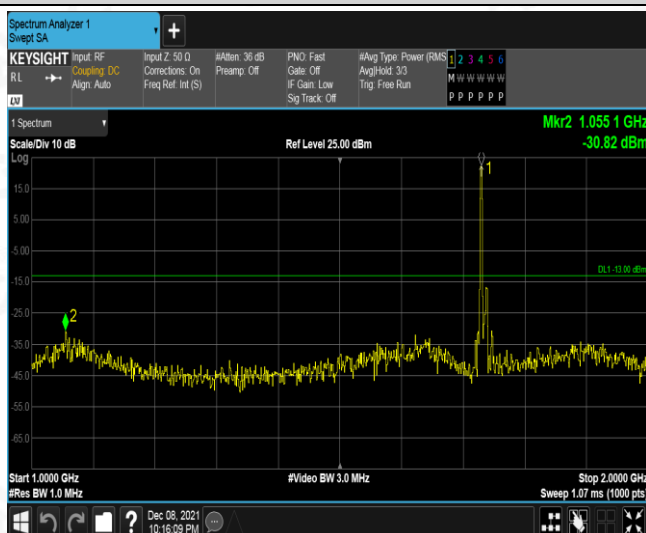 Spectrum Analyzer 1
Swept SA
+
KEYSIGHT
RL
LXI
Input: RF
Coupling: DC
Align: Auto
Input Z: 50 Ω
Corrections: On
Freq Ref: Int (S)
#Atten: 36 dB
Preamp: Off
PNO: Fast
Gate: Off
IF Gain: Low
Sig Track: Off
#Avg Type: Power (RMS
Avg|Hold: 3/3
Trig: Free Run
1 2 3 4 5 6
M W W W W W
P P P P P P
1 Spectrum
Scale/Div 10 dB
Ref Level 25.00 dBm
Mkr2 1.055 1 GHz
-30.82 dBm
Log
15.0
5.00
-5.00
-15.0
-25.0
-35.0
-45.0
-55.0
-65.0
1
DL1 -13.00 dBm
2
Start 1.0000 GHz
#Res BW 1.0 MHz
#Video BW 3.0 MHz
Stop 2.0000 GHz
Sweep 1.07 ms (1000 pts)
?
Dec 08, 2021
10:16:09 PM